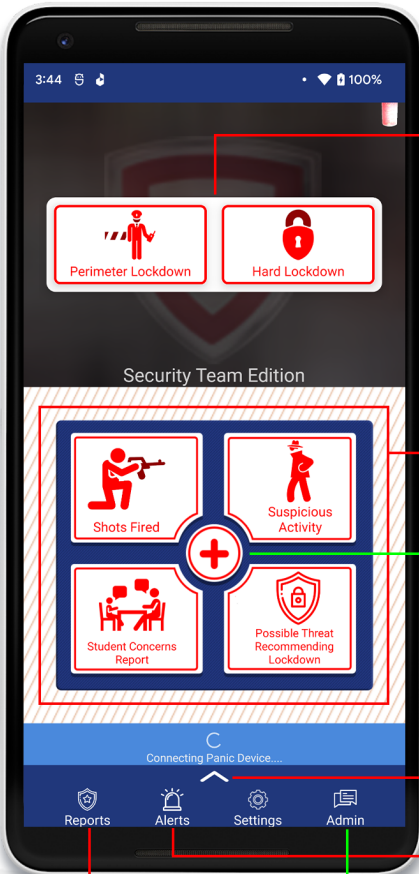 3:44
100%
Perimeter Lockdown
Hard Lockdown
Security Team Edition
Shots Fired
Suspicious
Activity
Student Concerns
Report
Possible Threat
Recommending
Lockdown
Connecting Panic Device....
Reports
Alerts
Settings
Admin